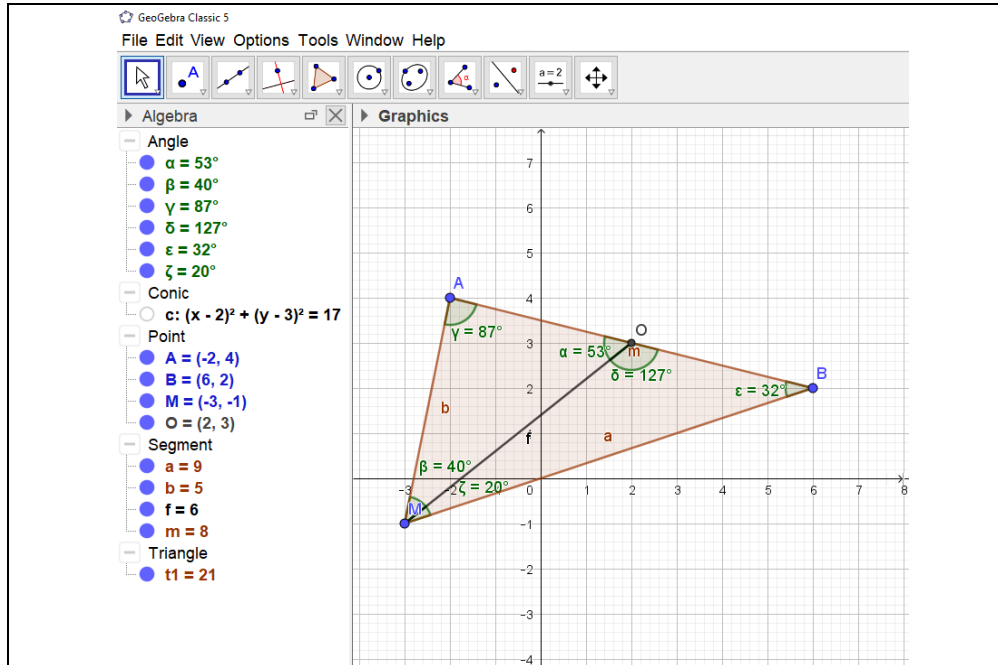 GeoGebra Classic 5
File Edit View Options Tools Window Help
A
α
a=2
Algebra
Graphics
Angle
α = 53°
β = 40°
γ = 87°
δ = 127°
ε = 32°
ζ = 20°
Conic
c: (x - 2)² + (y - 3)² = 17
Point
A = (-2, 4)
B = (6, 2)
M = (-3, -1)
O = (2, 3)
Segment
a = 9
b = 5
f = 6
m = 8
Triangle
t1 = 21
7
6
5
A
4
γ = 87°
O
3
α = 53°
m
δ = 127°
B
2
ε = 32°
b
f
a
β = 40°
ζ = 20°
-3 -2 0 1 2 3 4 5 6 7 8
M
-1
-2
-3
-4